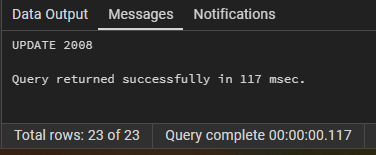 Data Output Messages Notifications
UPDATE 2008
Query returned successfully in 117 msec.
Total rows: 23 of 23 Query complete 00:00:00.117